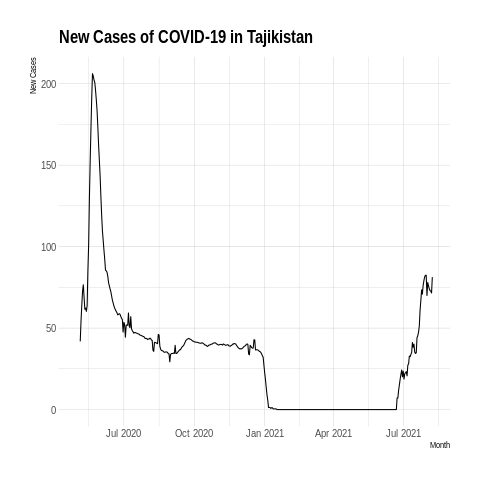 New Cases of COVID-19 in Tajikistan
New Cases
200
150
100
50
0
Jul 2020
Oct 2020
Jan 2021
Apr 2021
Jul 2021
Month